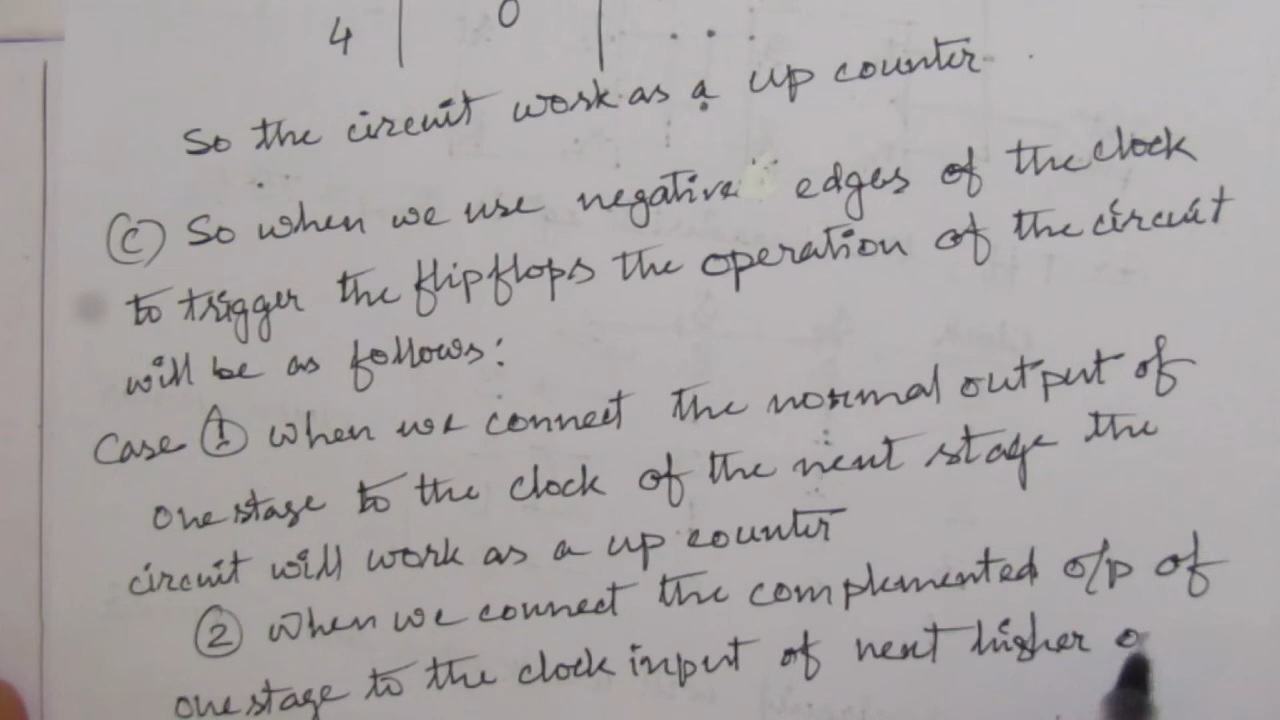 4 | 0 | . . .
So the circuit work as a up counter.
(C) So when we use negative edges of the clock
to trigger the flipflops the operation of the circuit
will be as follows:
Case ① When we connect the normal output of
one stage to the clock of the next stage the
circuit will work as a up counter
② When we connect the complemented o/p of
one stage to the clock input of next higher o